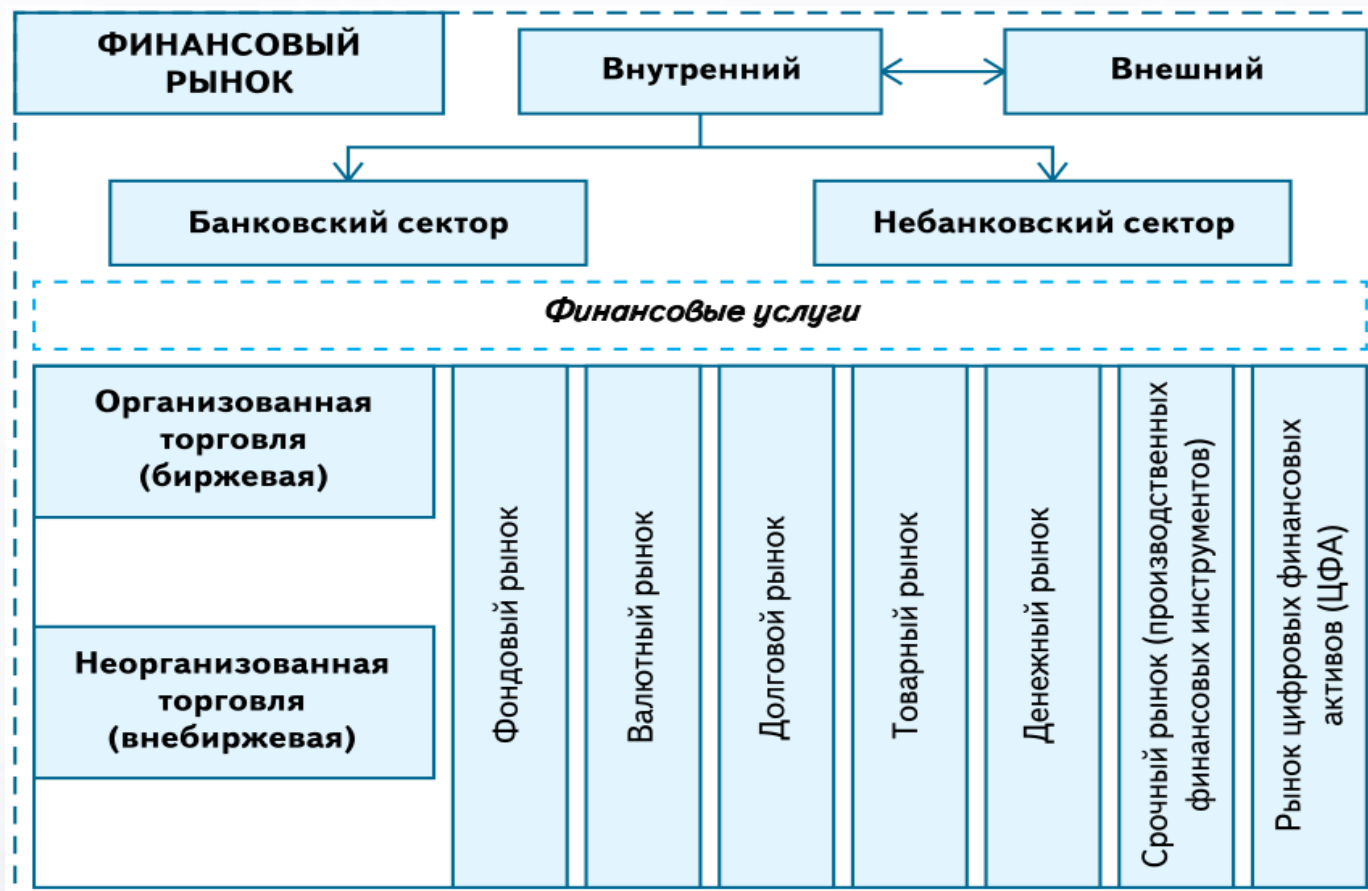 ФИНАНСОВЫЙ
РЫНОК
Внутренний
Внешний
Банковский сектор
Небанковский сектор
Финансовые услуги
Организованная
торговля
(биржевая)
Неорганизованная
торговля
(внебиржевая)
Фондовый рынок
Валютный рынок
Долговой рынок
Товарный рынок
Денежный рынок
Срочный рынок (производственных
финансовых инструментов)
Рынок цифровых финансовых
активов (ЦФА)